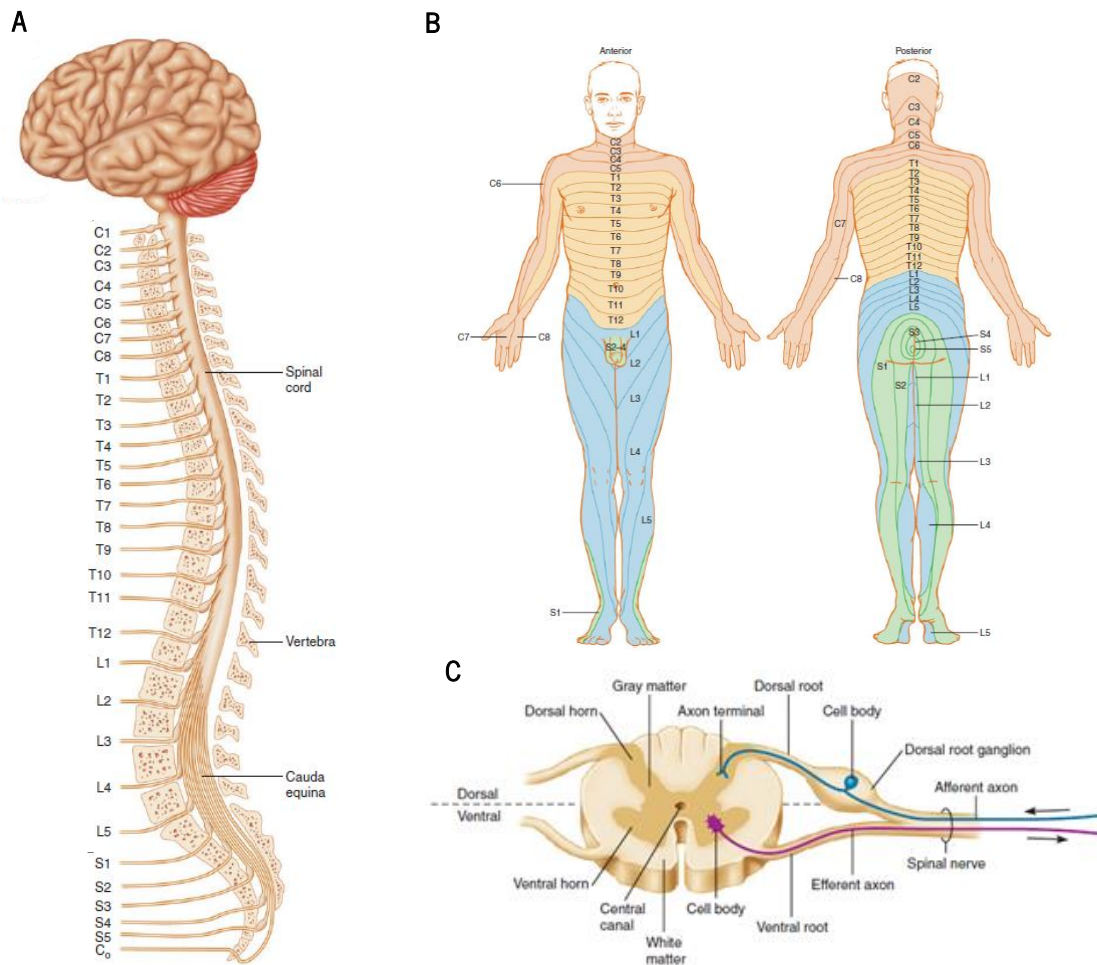 A
C1
C2
C3
C4
C5
C6
C7
C8
T1
T2
T3
T4
T5
T6
T7
T8
T9
T10
T11
T12
L1
L2
L3
L4
L5
S1
S2
S3
S4
S5
Co
Spinal
cord
Vertebra
Cauda
equina
B
Anterior
C2
C3
C4
C5
T1
T2
T3
T4
T5
T6
T7
T8
T9
T10
T11
T12
L1
S2–4
L2
L3
L4
L5
S1
C6
C7
C8
Posterior
C2
C3
C4
C5
C6
T1
T2
T3
T4
T5
T6
T7
T8
T9
T10
T11
T12
L1
L2
L3
L4
L5
S3
S4
S5
S1
S2
L1
L2
L3
L4
L5
C7
C8
C
Gray matter
Dorsal root
Dorsal horn
Axon terminal
Cell body
Dorsal root ganglion
Dorsal
Afferent axon
Ventral
Spinal nerve
Ventral horn
Efferent axon
Central
canal
Cell body
Ventral root
White
matter